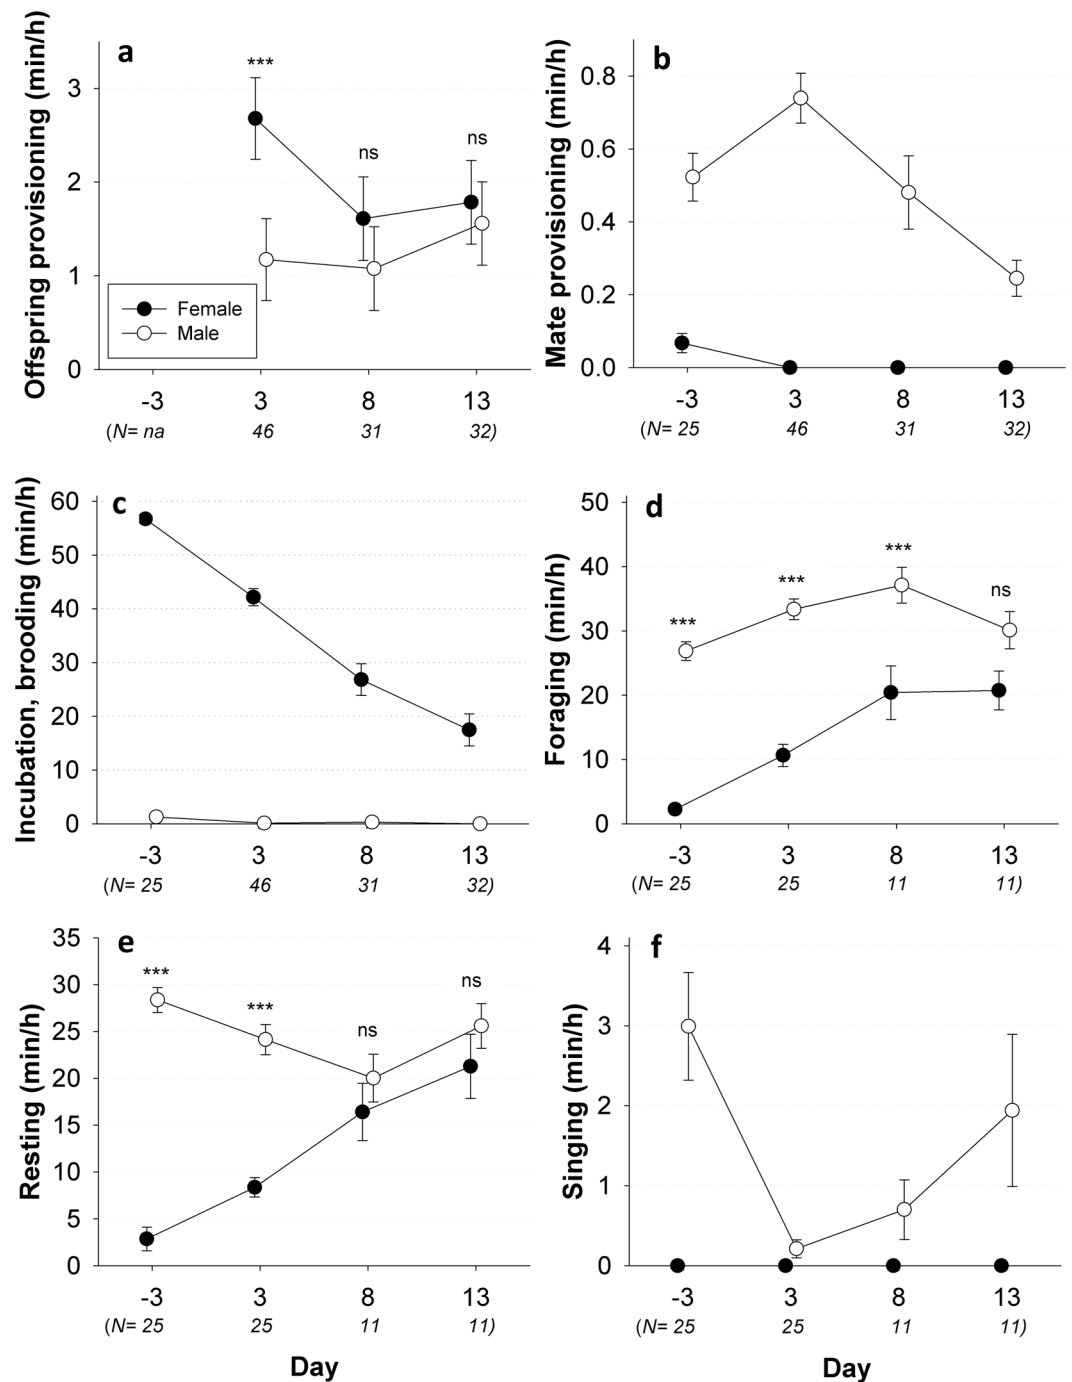 a
Offspring provisioning (min/h)
3
2
1
0
***
ns
ns
Female
Male
-3 3 8 13
(N= na 46 31 32)
b
Mate provisioning (min/h)
0.8
0.6
0.4
0.2
0.0
-3 3 8 13
(N= 25 46 31 32)
c
Incubation, brooding (min/h)
60
50
40
30
20
10
0
-3 3 8 13
(N= 25 46 31 32)
d
Foraging (min/h)
50
40
30
20
10
0
***
***
***
ns
-3 3 8 13
(N= 25 25 11 11)
e
Resting (min/h)
35
30
25
20
15
10
5
0
***
***
ns
ns
-3 3 8 13
(N= 25 25 11 11)
Day
f
Singing (min/h)
4
3
2
1
0
-3 3 8 13
(N= 25 25 11 11)
Day